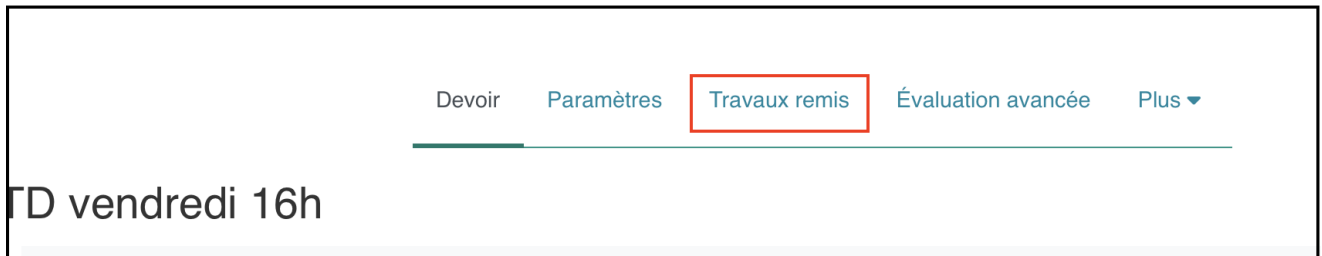 Devoir Paramètres Travaux remis Évaluation avancée Plus
TD vendredi 16h